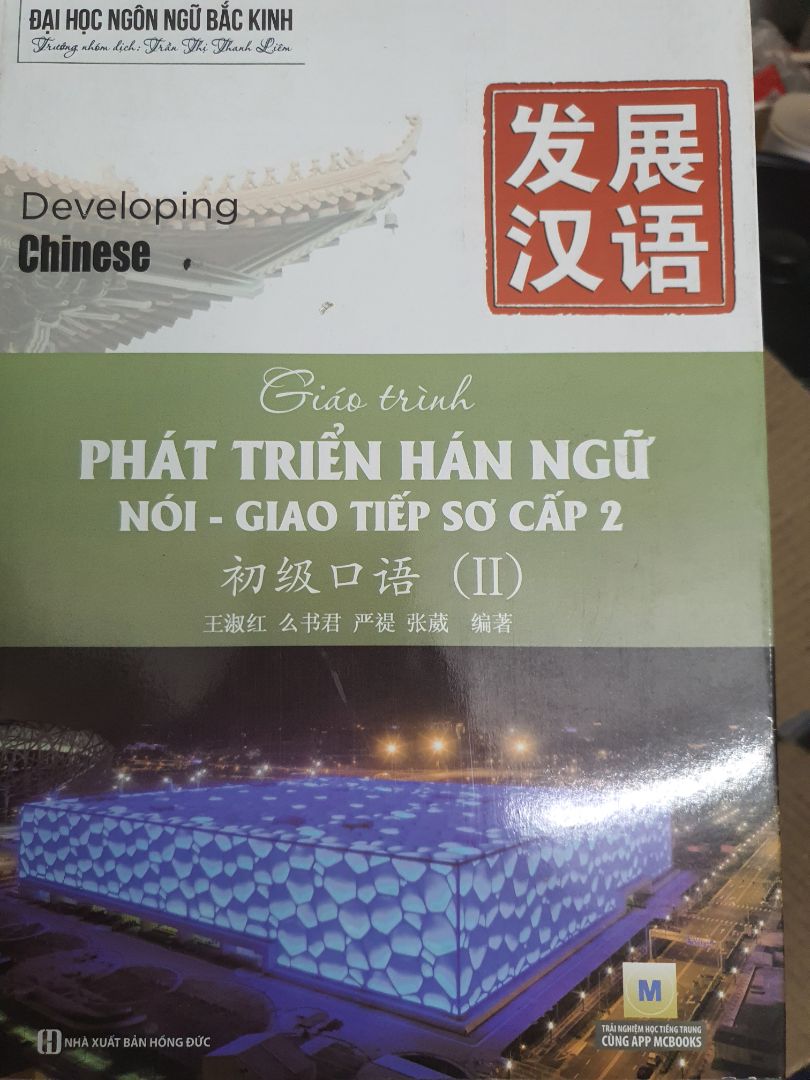 ĐẠI HỌC NGÔN NGỮ BẮC KINH
Trưởng nhóm dịch: Trần Thị Thanh Liêm
发展
汉语
Developing
Chinese
Giáo trình
PHÁT TRIỂN HÁN NGỮ
NÓI - GIAO TIẾP SƠ CẤP 2
初级口语 (II)
王淑红 么书君 严禔 张葳 编著
M
TRẢI NGHIỆM HỌC TIẾNG TRUNG
CÙNG APP MCBOOKS
NHÀ XUẤT BẢN HỒNG ĐỨC